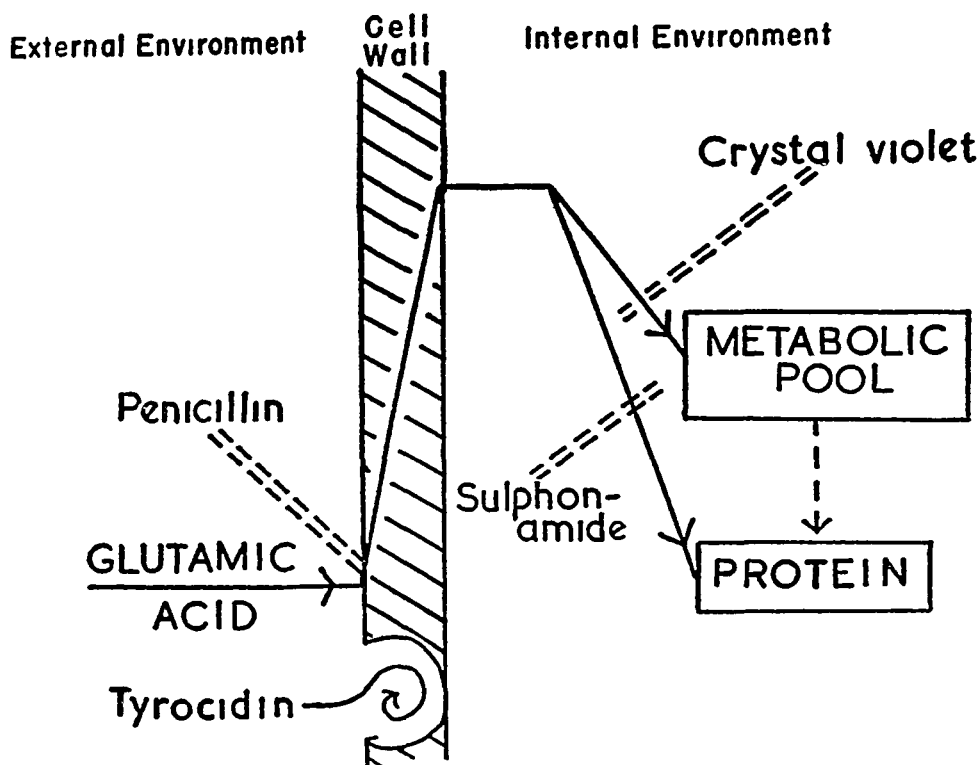 External Environment
Cell
Wall
Internal Environment
Crystal violet
METABOLIC
POOL
Penicillin
Sulphon-
amide
GLUTAMIC
ACID
PROTEIN
Tyrocidin